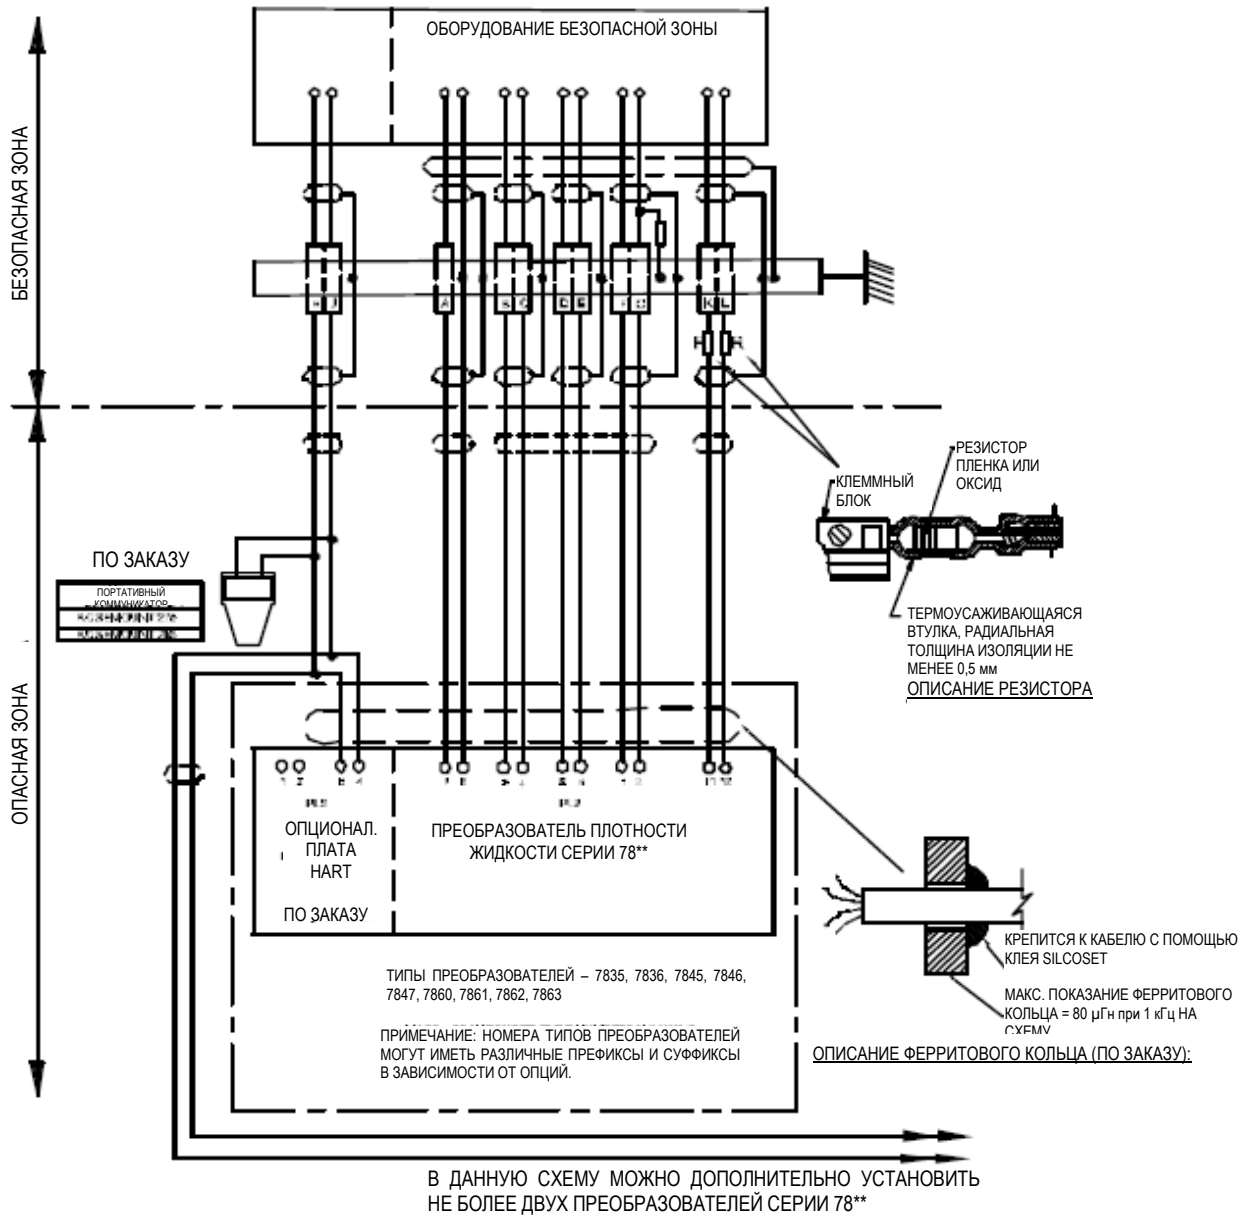 ОБОРУДОВАНИЕ БЕЗОПАСНОЙ ЗОНЫ
БЕЗОПАСНАЯ ЗОНА
J
A
C
D E
K L
R
КЛЕММНЫЙ
БЛОК
РЕЗИСТОР
ПЛЕНКА ИЛИ
ОКСИД
ТЕРМОУСАЖИВАЮЩАЯСЯ
ВТУЛКА, РАДИАЛЬНАЯ
ТОЛЩИНА ИЗОЛЯЦИИ НЕ
МЕНЕЕ 0,5 мм
ОПИСАНИЕ РЕЗИСТОРА
ПО ЗАКАЗУ
ПОРТАТИВНЫЙ
КОММУНИКАТОР
ОПАСНАЯ ЗОНА
11 12
ОПЦИОНАЛ.
ПЛАТА
HART
ПО ЗАКАЗУ
ПРЕОБРАЗОВАТЕЛЬ ПЛОТНОСТИ
ЖИДКОСТИ СЕРИИ 78**
ТИПЫ ПРЕОБРАЗОВАТЕЛЕЙ – 7835, 7836, 7845, 7846,
7847, 7860, 7861, 7862, 7863
ПРИМЕЧАНИЕ: НОМЕРА ТИПОВ ПРЕОБРАЗОВАТЕЛЕЙ
МОГУТ ИМЕТЬ РАЗЛИЧНЫЕ ПРЕФИКСЫ И СУФФИКСЫ
В ЗАВИСИМОСТИ ОТ ОПЦИЙ.
КРЕПИТСЯ К КАБЕЛЮ С ПОМОЩЬЮ
КЛЕЯ SILCOSET
МАКС. ПОКАЗАНИЕ ФЕРРИТОВОГО
КОЛЬЦА = 80 µГн при 1 кГц НА
СХЕМУ
ОПИСАНИЕ ФЕРРИТОВОГО КОЛЬЦА (ПО ЗАКАЗУ):
В ДАННУЮ СХЕМУ МОЖНО ДОПОЛНИТЕЛЬНО УСТАНОВИТЬ
НЕ БОЛЕЕ ДВУХ ПРЕОБРАЗОВАТЕЛЕЙ СЕРИИ 78**